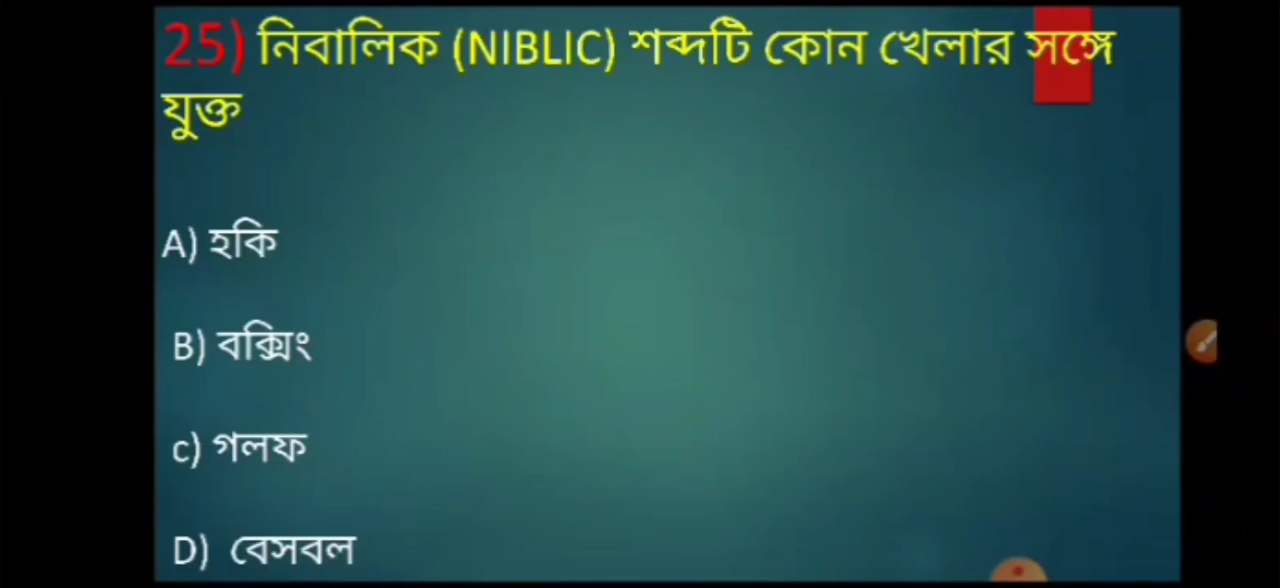 25) নিবালিক (NIBLIC) শব্দটি কোন খেলার সঙ্গে
যুক্ত
A) হকি
B) বক্সিং
c) গলফ
D) বেসবল